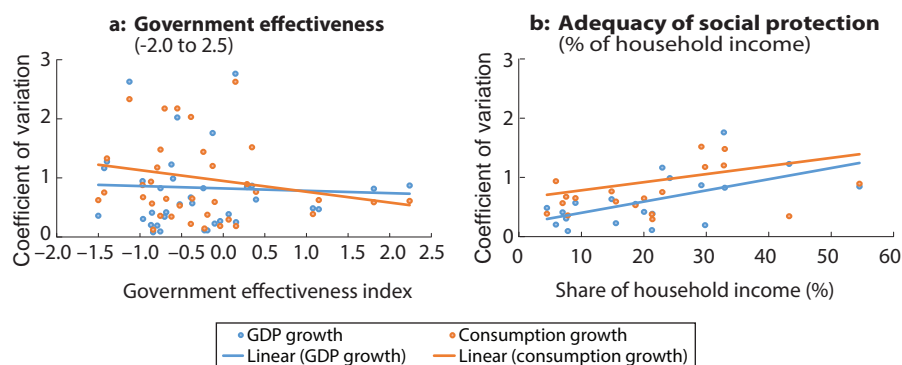 a: Government effectiveness
(-2.0 to 2.5)
Coefficient of variation
3
2
1
0
−2.0 −1.5 −1.0 −0.5 0.0 0.5 1.0 1.5 2.0 2.5
Government effectiveness index
b: Adequacy of social protection
(% of household income)
Coefficient of variation
3
2
1
0
0 10 20 30 40 50 60
Share of household income (%)
GDP growth
Consumption growth
Linear (GDP growth)
Linear (consumption growth)